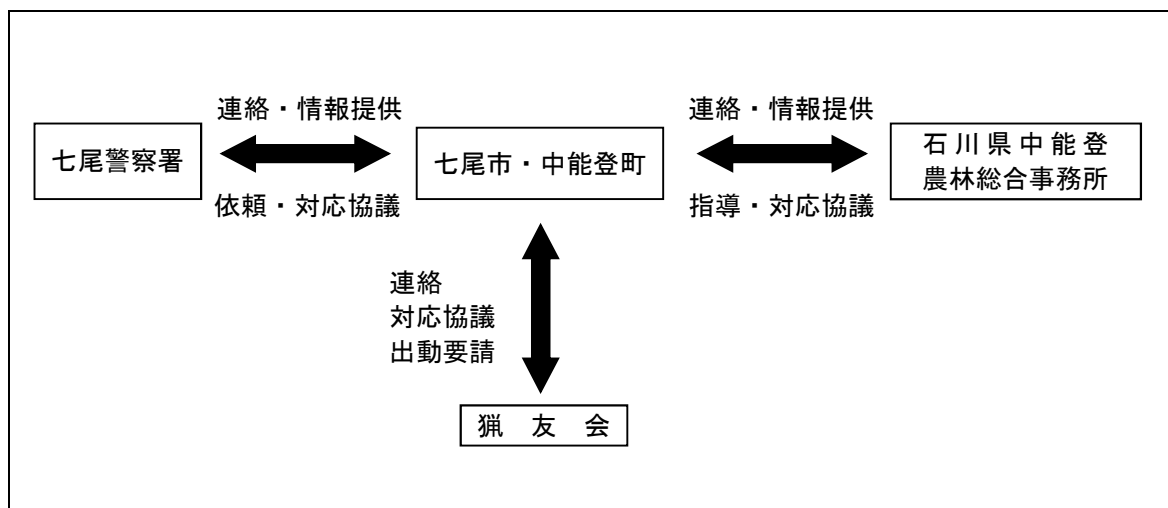 連絡・情報提供
連絡・情報提供
七尾警察署
七尾市・中能登町
石川県中能登
農林総合事務所
依頼・対応協議
指導・対応協議
連絡
対応協議
出動要請
猟友会